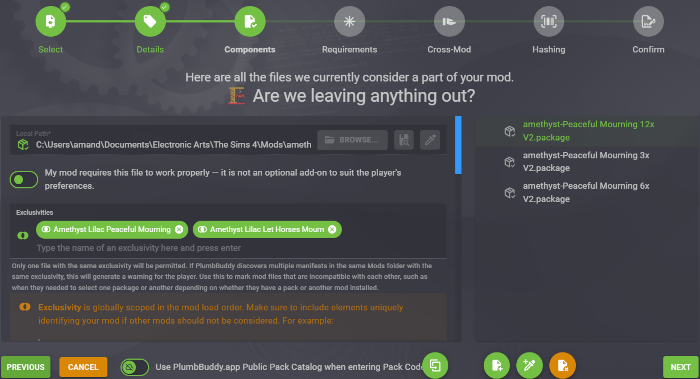 Select
Details
Components
Requirements
Cross-Mod
Hashing
Confirm
Here are all the files we currently consider a part of your mod.
Are we leaving anything out?
Local Path*
C:\Users\amand\Documents\Electronic Arts\The Sims 4\Mods\ameth
BROWSE...
My mod requires this file to work properly — it is not an optional add-on to suit the player's
preferences.
Exclusivities
Amethyst Lilac Peaceful Mourning
Amethyst Lilac Let Horses Mourn
Type the name of an exclusivity here and press enter
Only one file with the same exclusivity will be permitted. If PlumbBuddy discovers multiple manifests in the same Mods folder with the
same exclusivity, this will generate a warning for the player. Use this to mark mod files that are incompatible with each other, such as
when they needed to select one package or another depending on whether they have a pack or another mod installed.
Exclusivity is globally scoped in the mod load order. Make sure to include elements uniquely
identifying your mod if other mods should not be considered. For example:
amethyst-Peaceful Mourning 12x
V2.package
amethyst-Peaceful Mourning 3x
V2.package
amethyst-Peaceful Mourning 6x
V2.package
PREVIOUS
CANCEL
Use PlumbBuddy.app Public Pack Catalog when entering Pack Code
NEXT